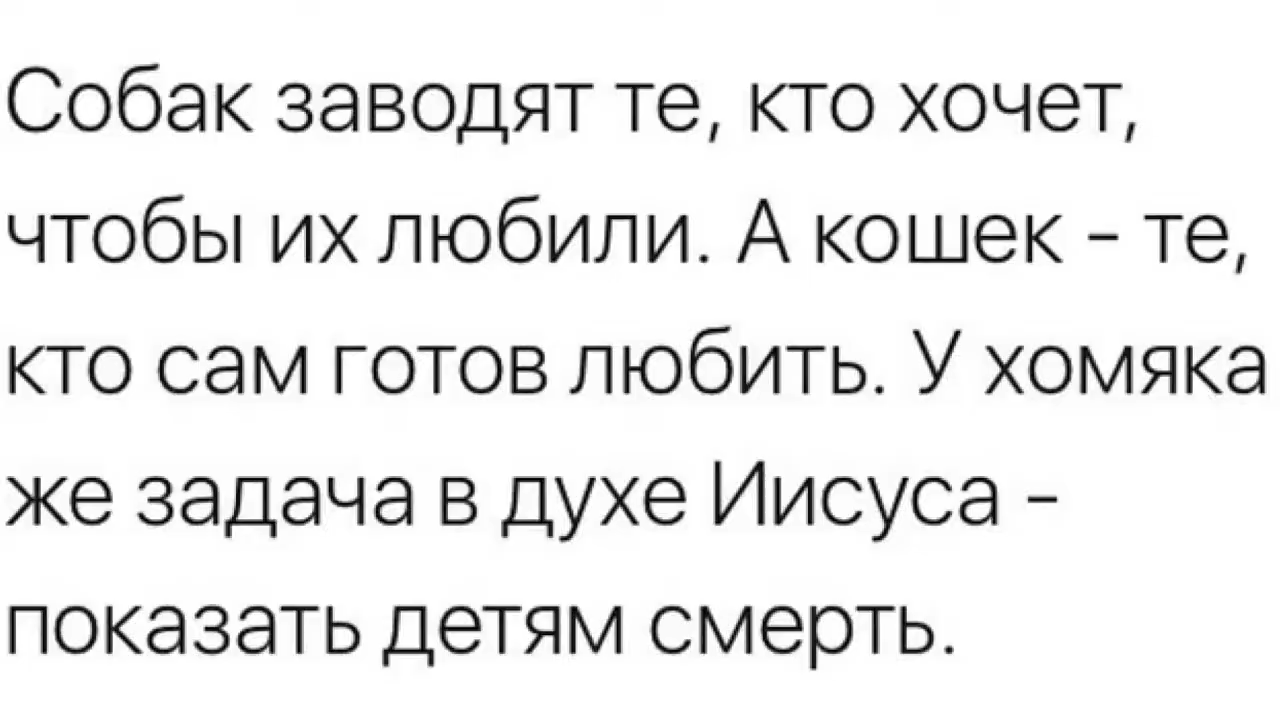 Собак заводят те, кто хочет,
чтобы их любили. А кошек - те,
кто сам готов любить. У хомяка
же задача в духе Иисуса -
показать детям смерть.